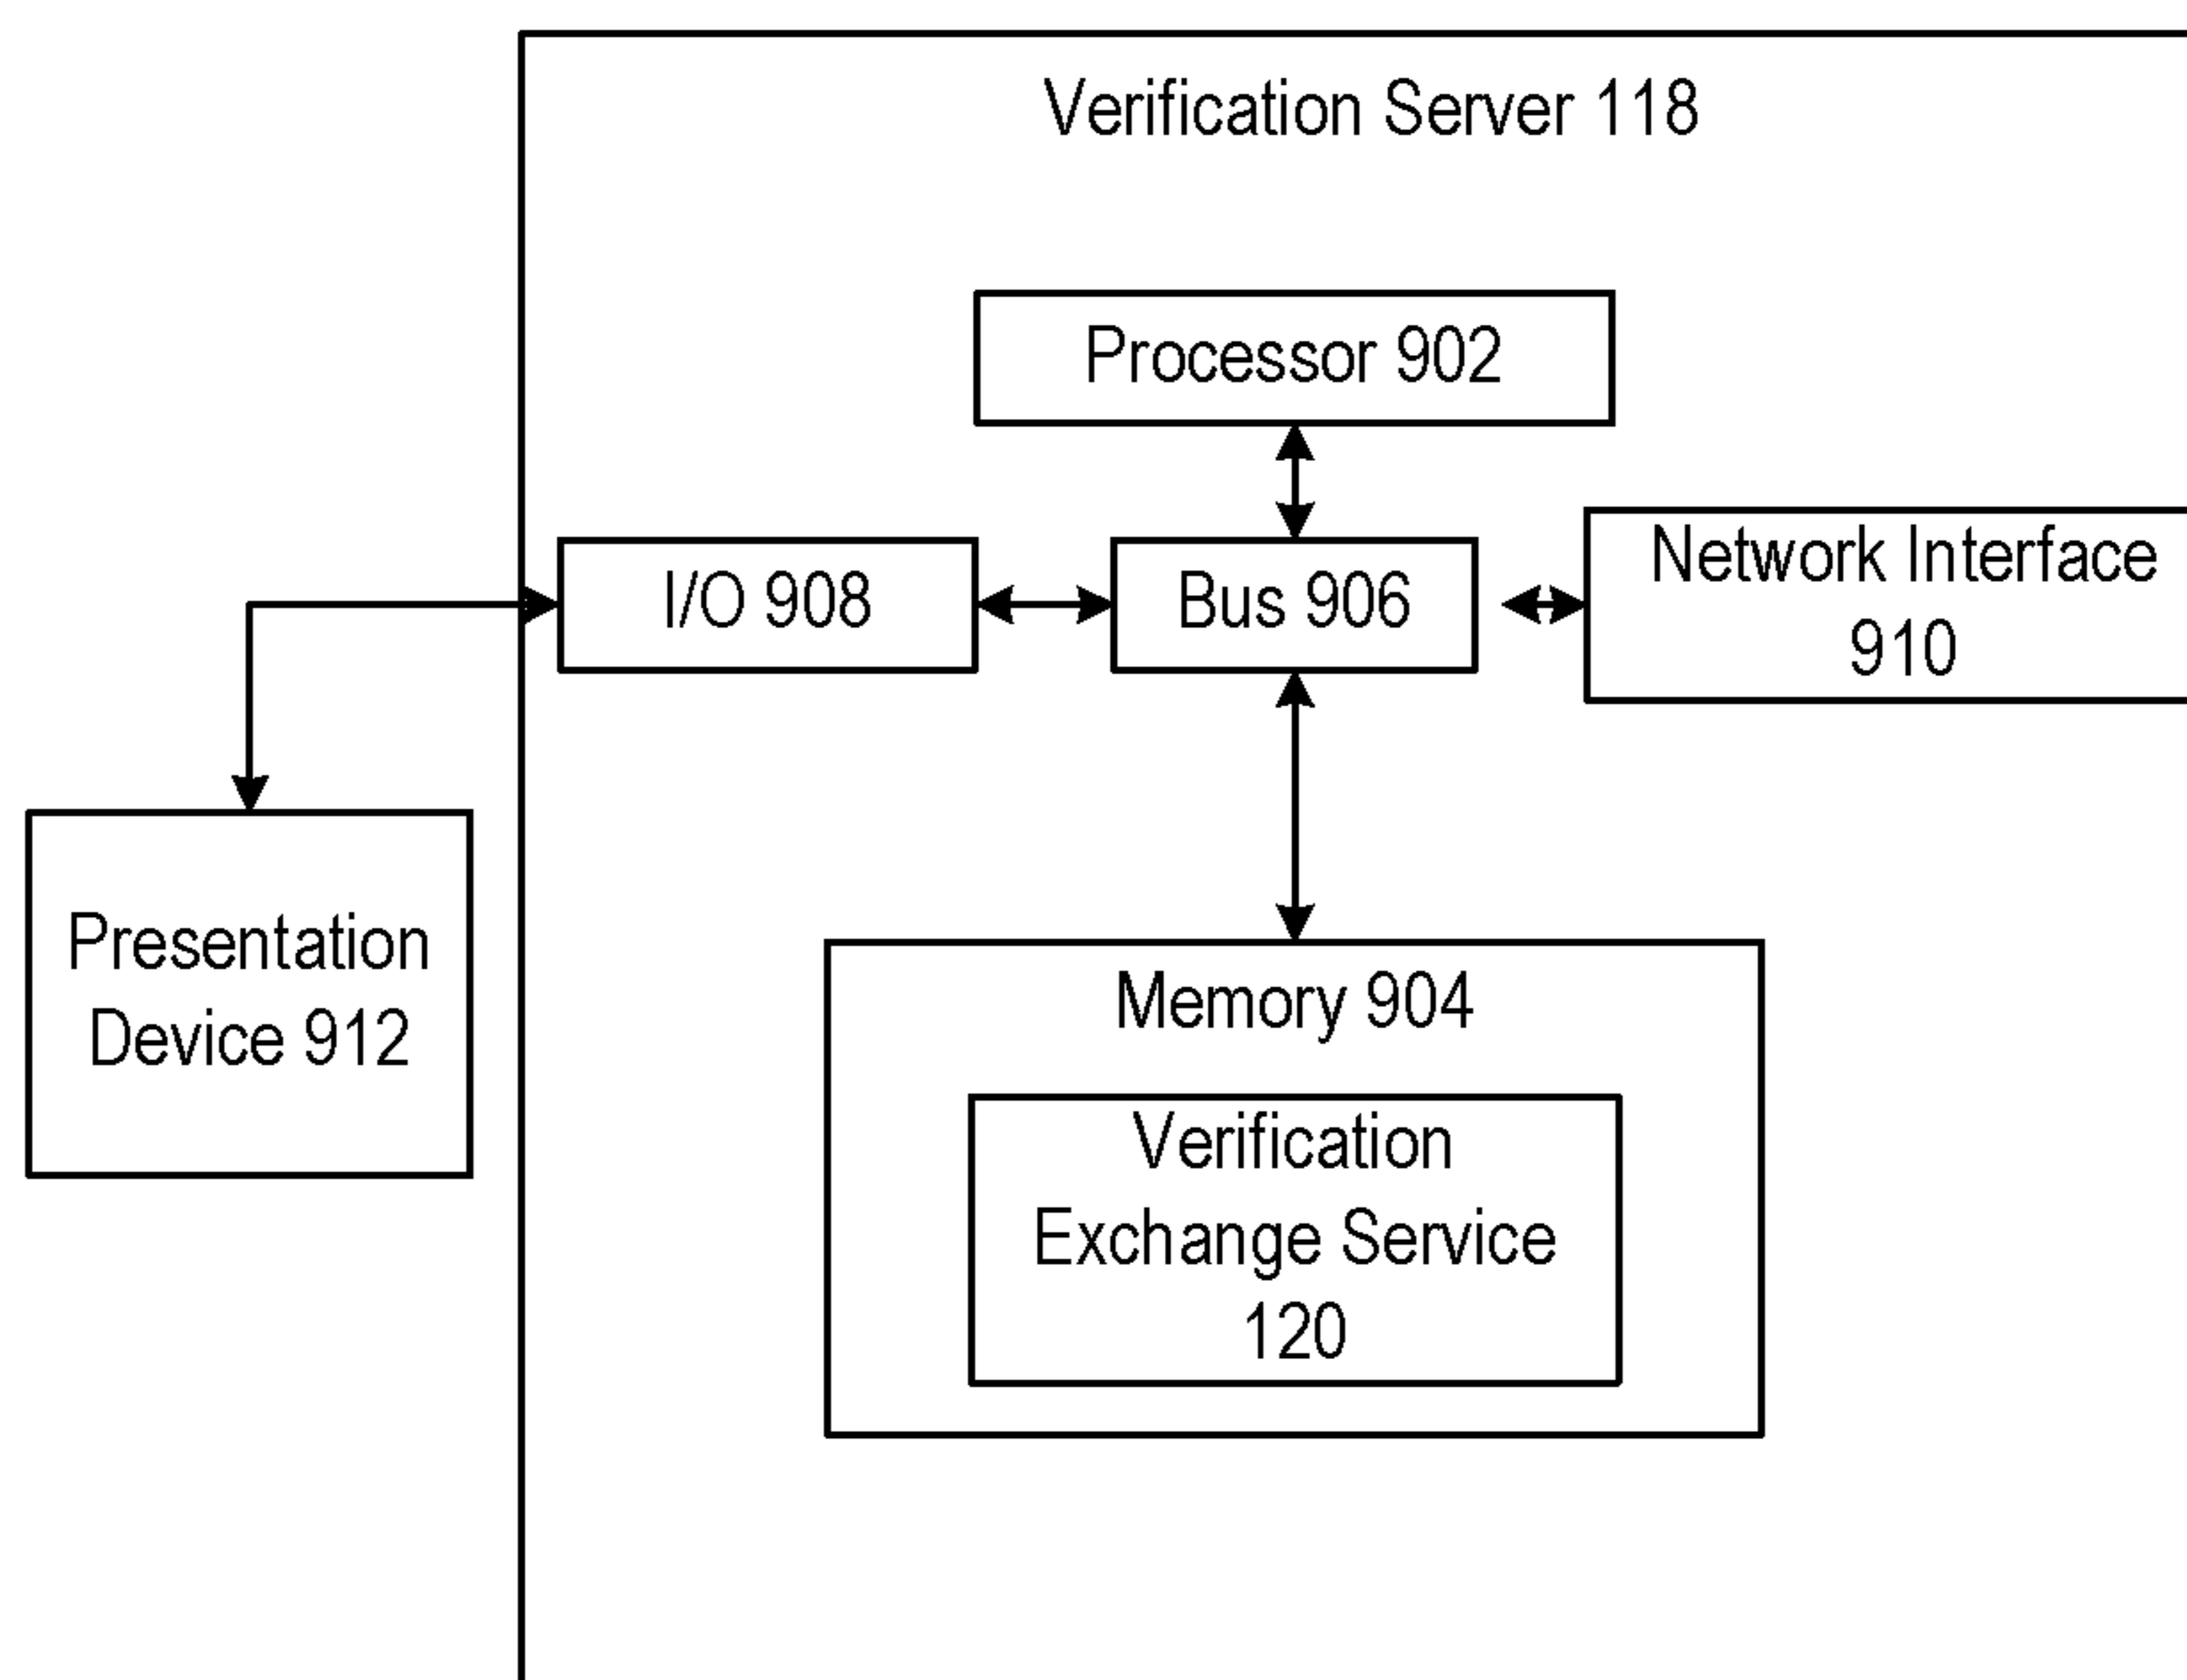 Verification Server 118
Processor 902
I/O 908
Bus 906
Network Interface
910
Presentation
Device 912
Memory 904
Verification
Exchange Service
120